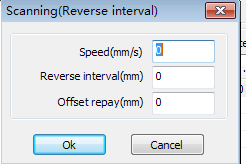 Scanning(Reverse interval)
Speed(mm/s) 0
Reverse interval(mm) 0
Offset repay(mm) 0
Ok Cancel